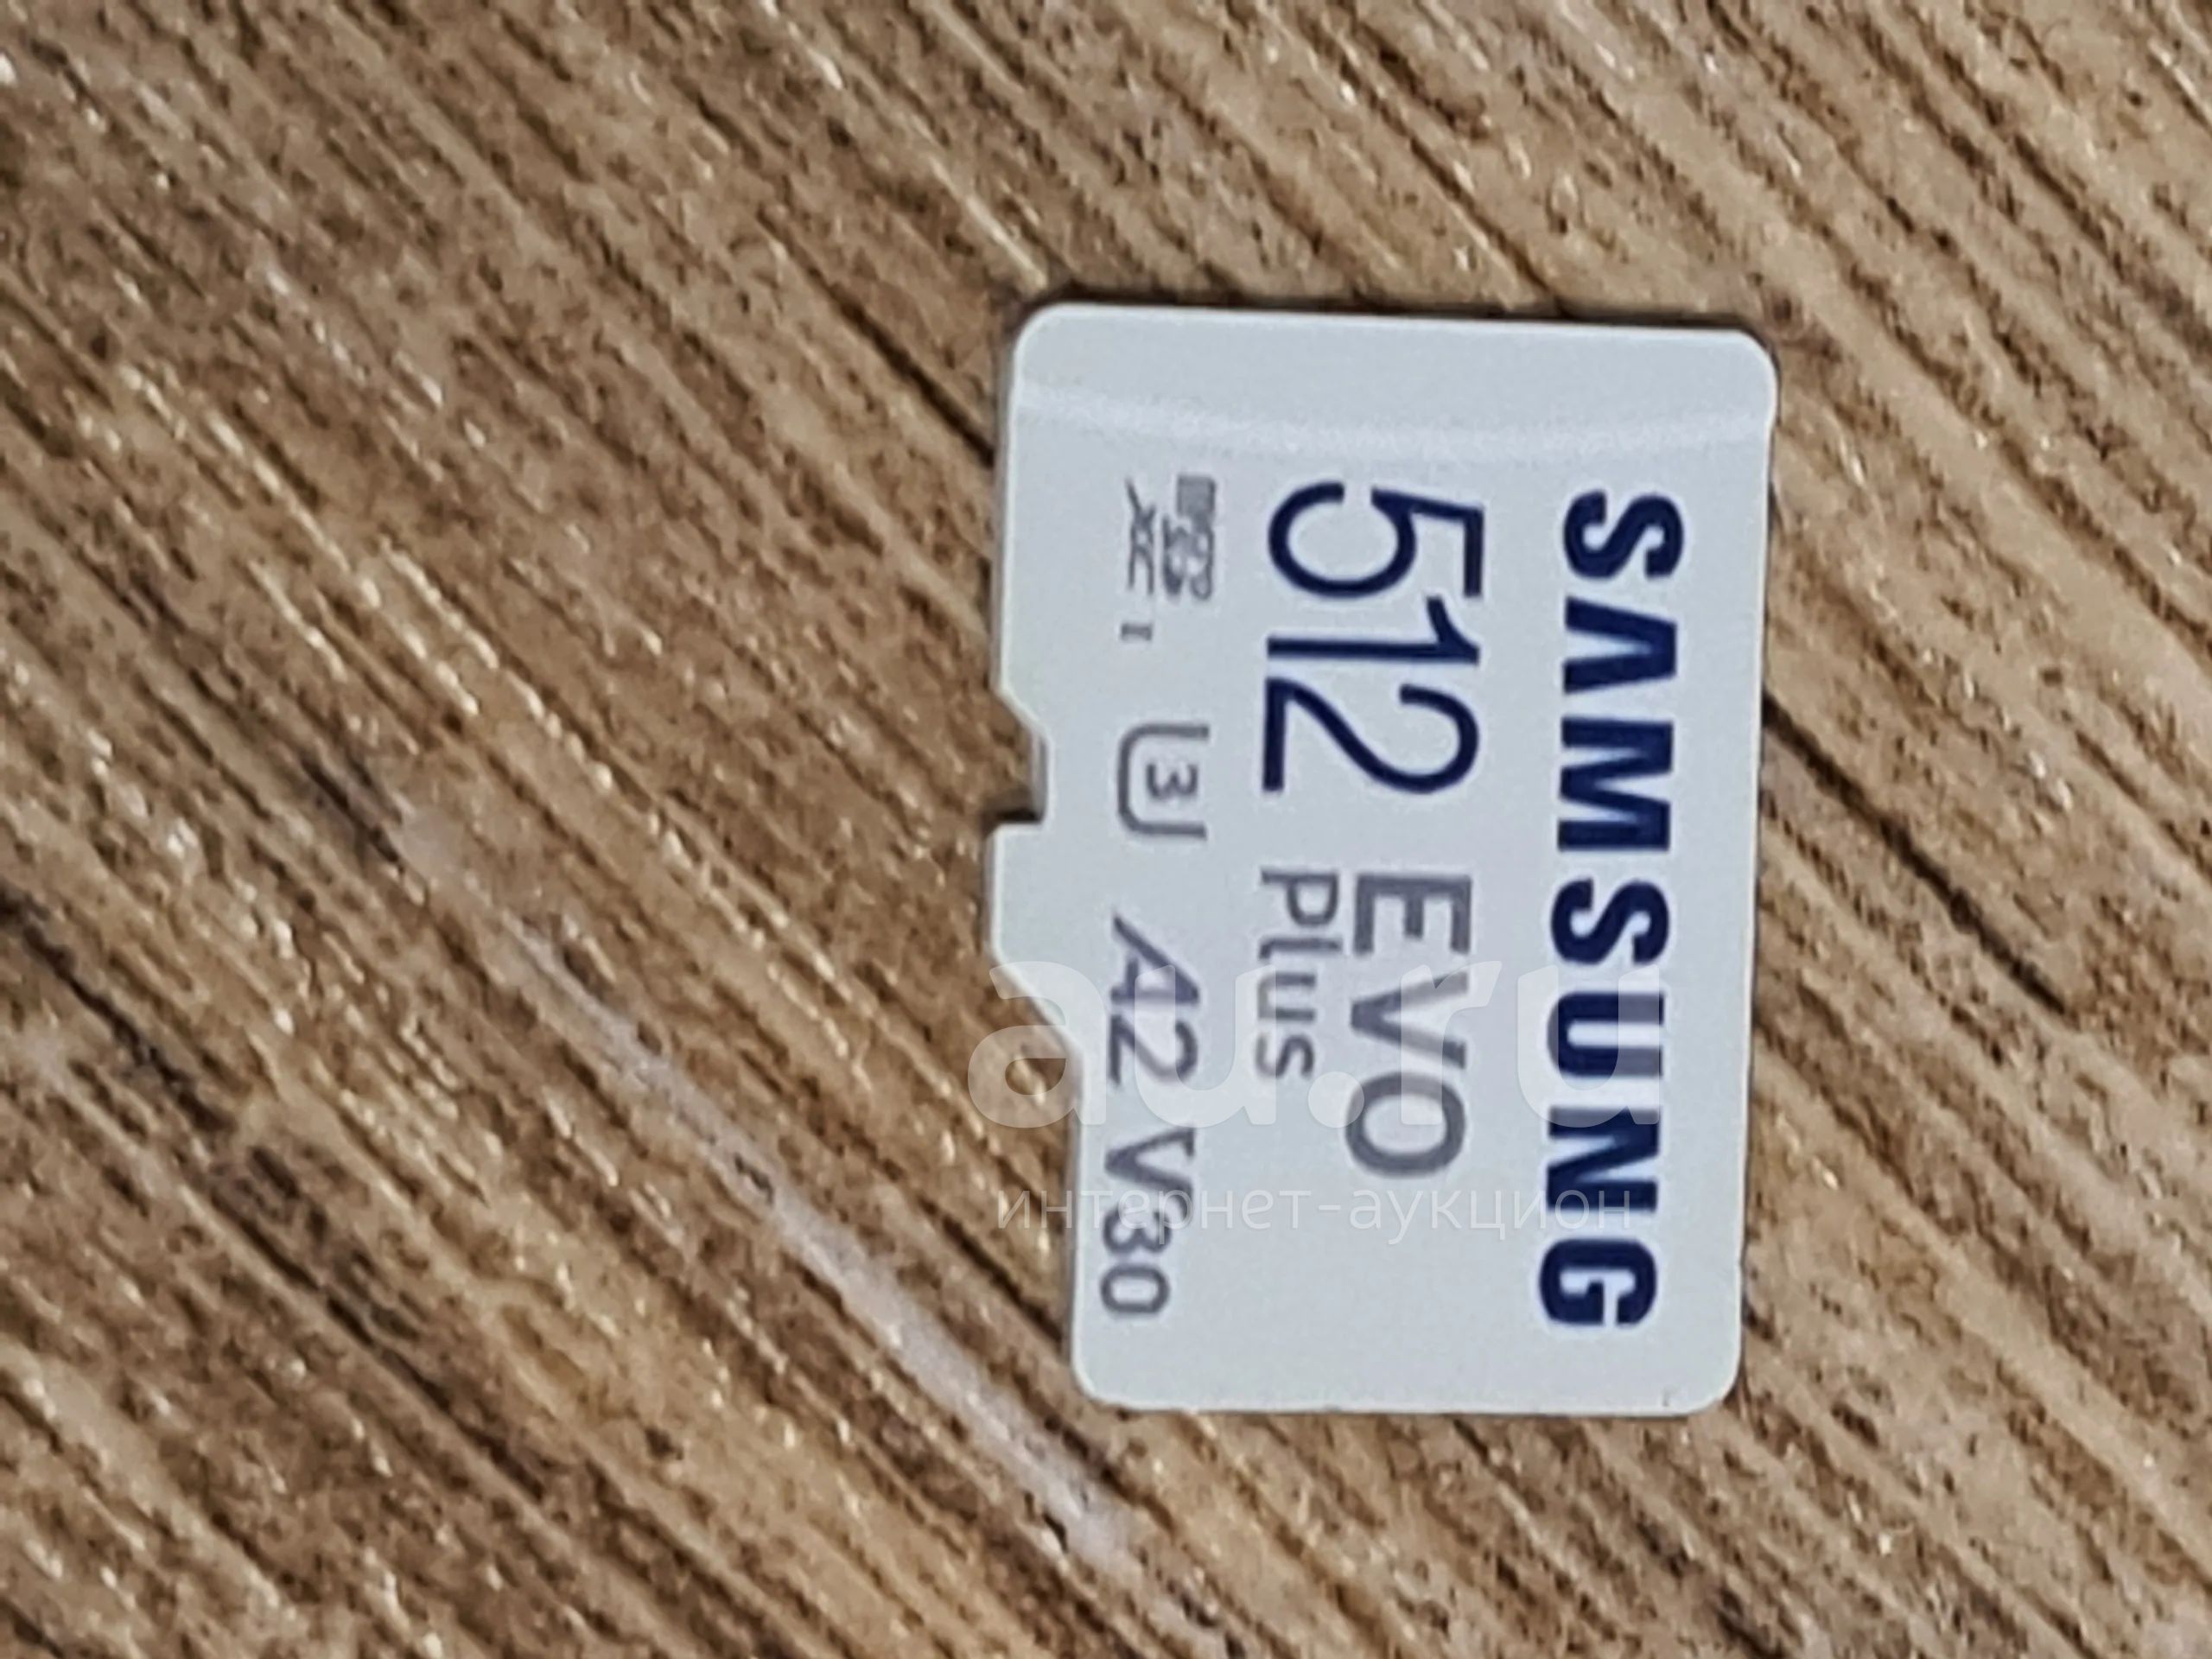 SAMSUNG
512 EVO
Plus
micro SD XC I U3 A2 V30
au.ru
интернет-аукцион